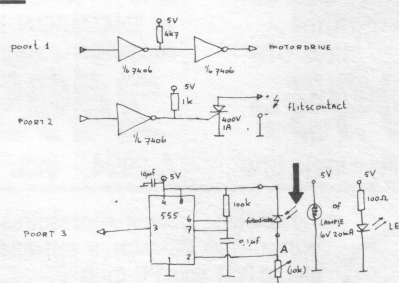 5V
poort 1
4k7
MOTORDRIVE
1/6 7406
1/6 7406
5V
1k
+
flitscontact
POORT 2
400V
1A
-
1/6 7406
10µF
5V
5V
5V
4
8
100k
fotodiode
of
100Ω
555
6
7
LAMPJE
6V 20mA
LE
POORT 3
3
0,1µF
A
2
1
(10k)